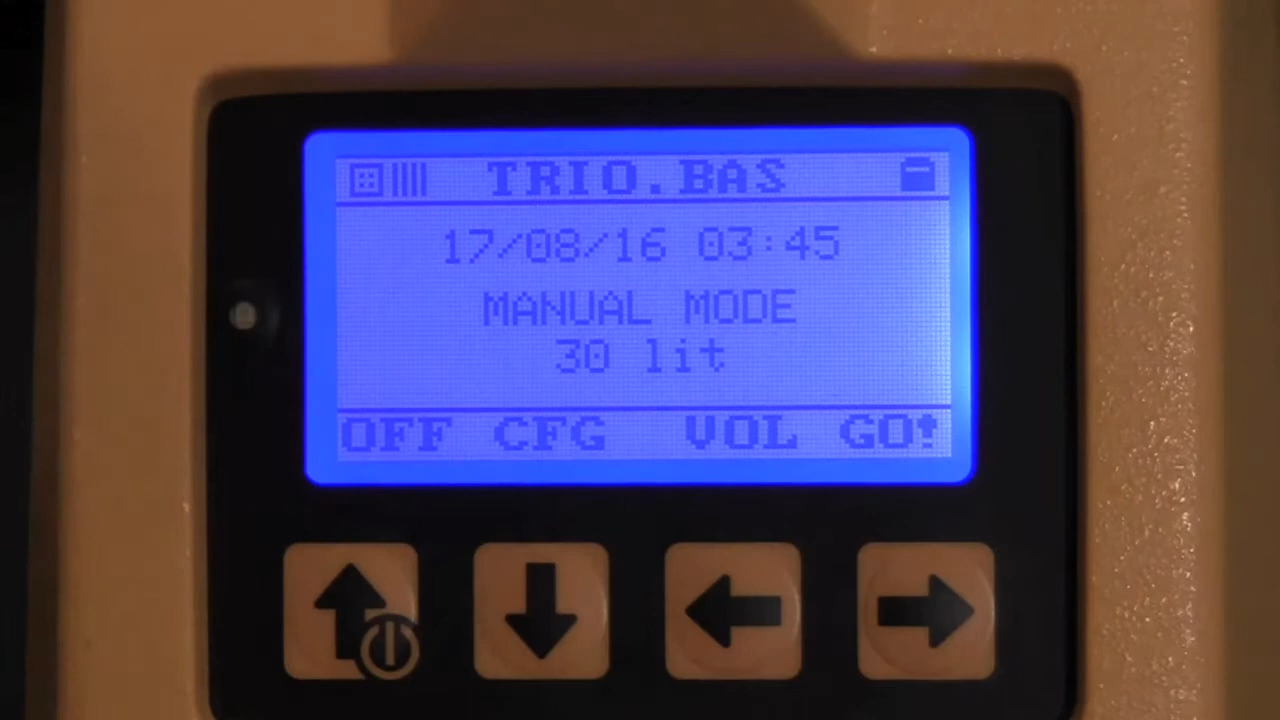 TRIO.BAS
17/08/16 03:45
MANUAL MODE
30 lit
OFF CFG VOL GO!